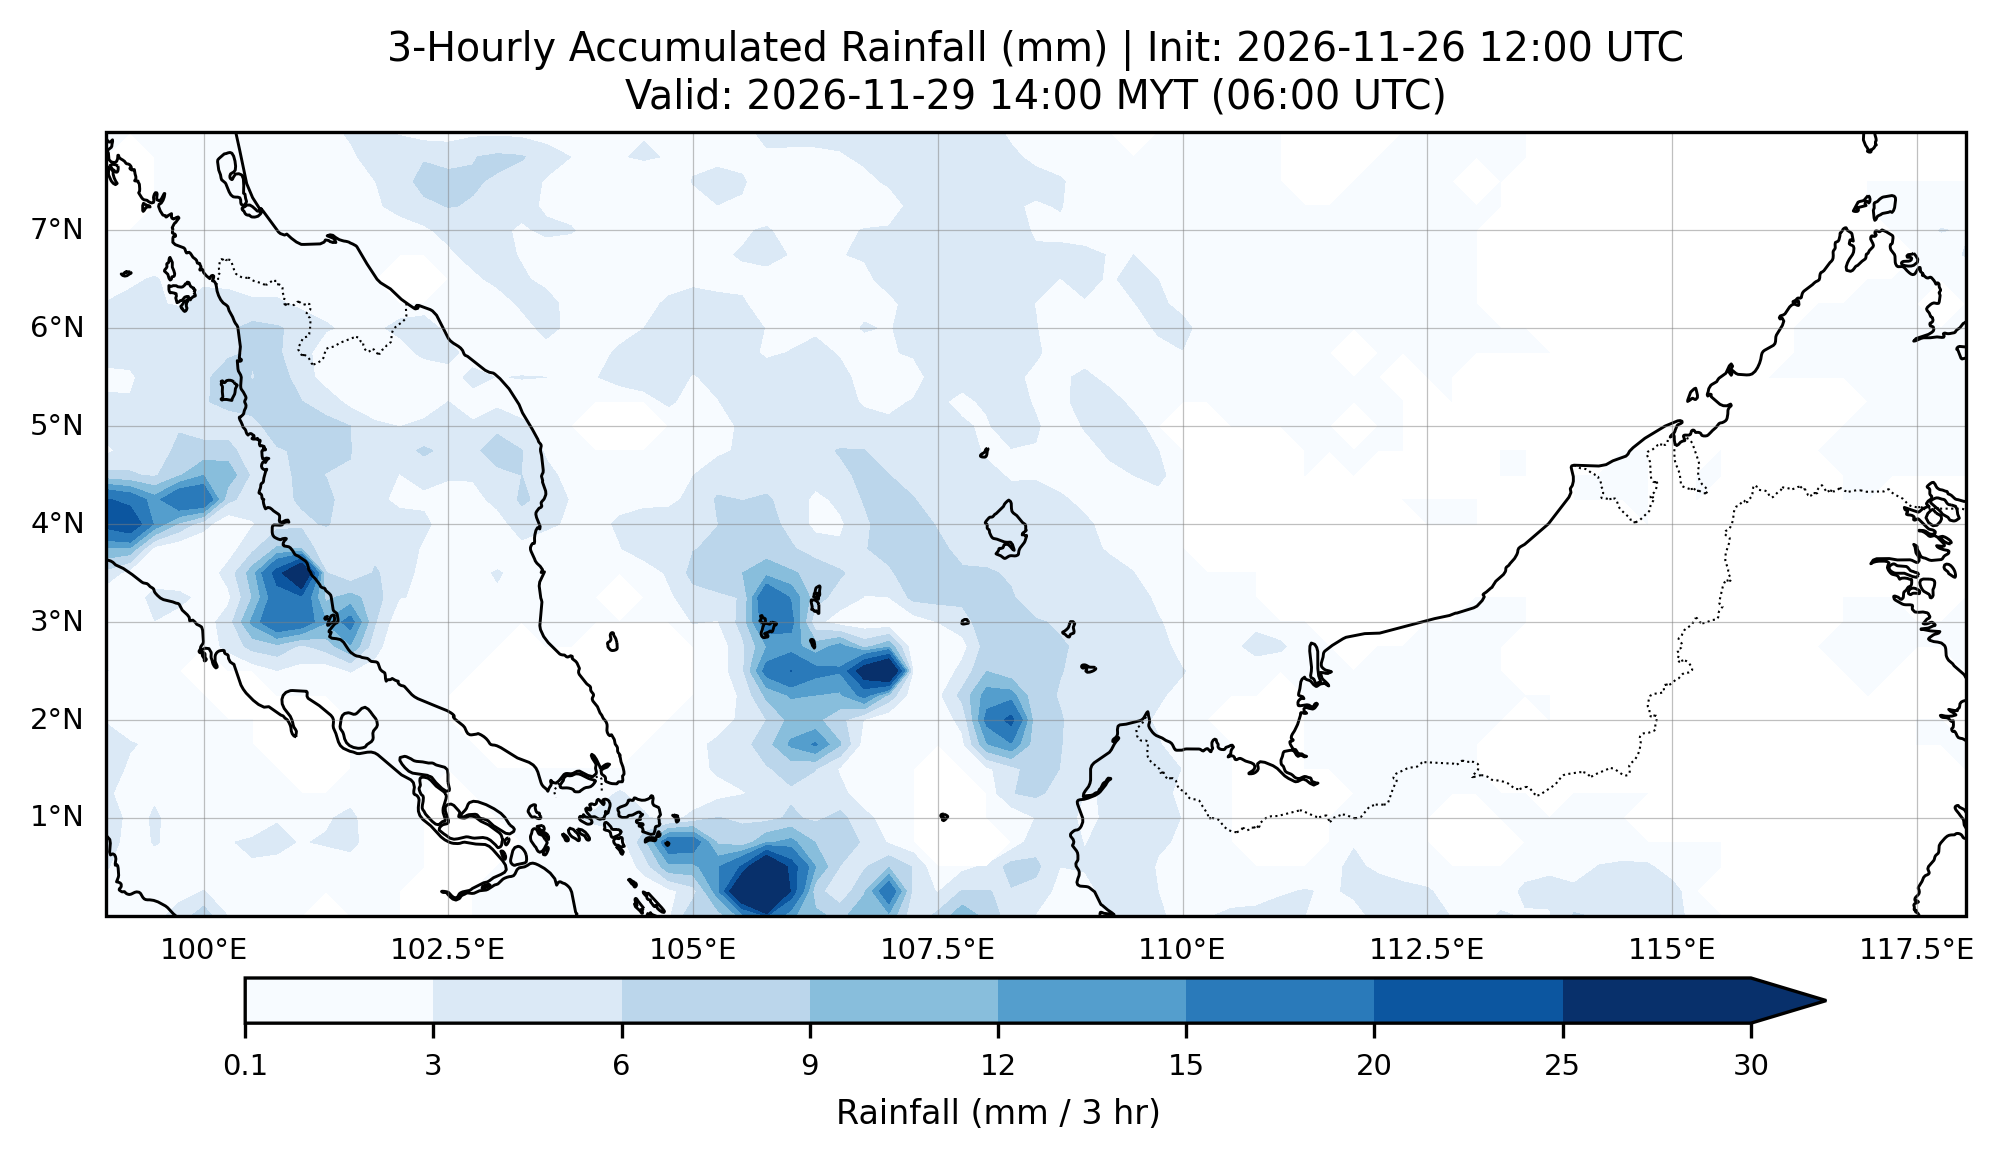 3-Hourly Accumulated Rainfall (mm) | Init: 2026-11-26 12:00 UTC
Valid: 2026-11-29 14:00 MYT (06:00 UTC)
7°N
6°N
5°N
4°N
3°N
2°N
1°N
100°E 102.5°E 105°E 107.5°E 110°E 112.5°E 115°E 117.5°E
0.1 3 6 9 12 15 20 25 30
Rainfall (mm / 3 hr)